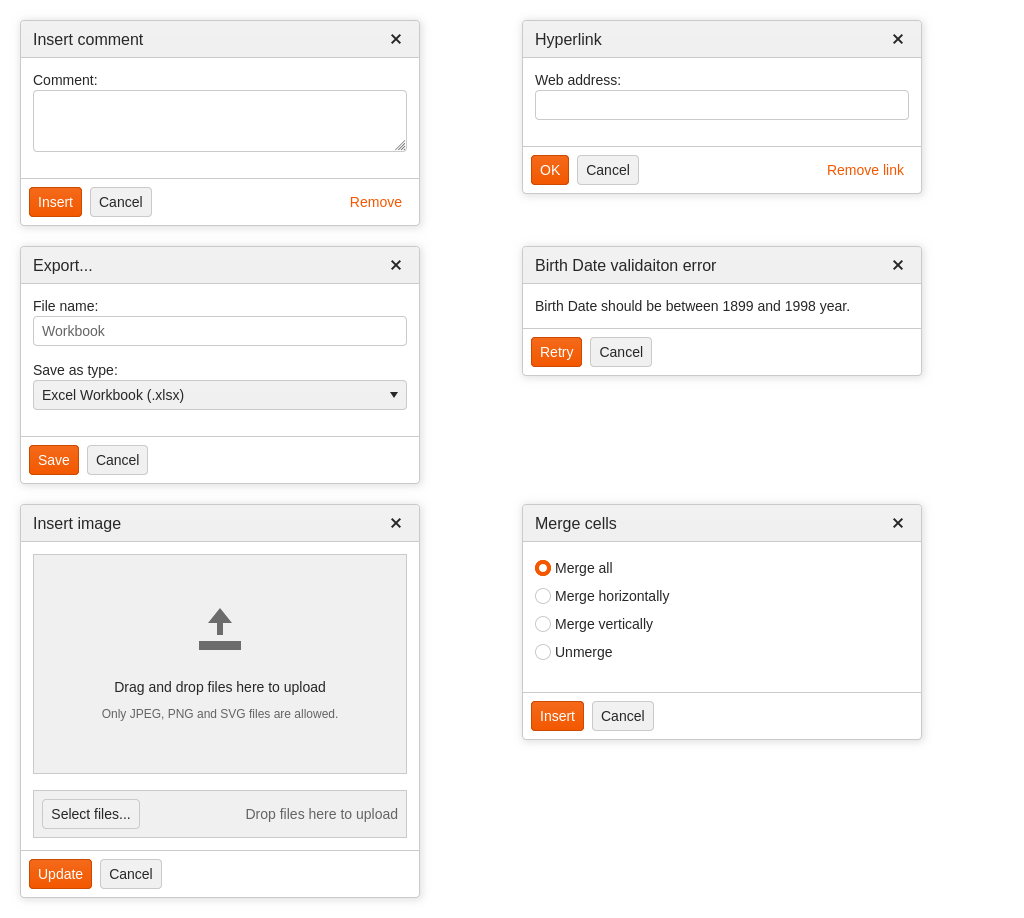 Insert comment
Comment:
Insert
Cancel
Remove
Hyperlink
Web address:
OK
Cancel
Remove link
Export...
File name:
Workbook
Save as type:
Excel Workbook (.xlsx)
Save
Cancel
Birth Date validaiton error
Birth Date should be between 1899 and 1998 year.
Retry
Cancel
Insert image
Drag and drop files here to upload
Only JPEG, PNG and SVG files are allowed.
Select files...
Drop files here to upload
Update
Cancel
Merge cells
Merge all
Merge horizontally
Merge vertically
Unmerge
Insert
Cancel